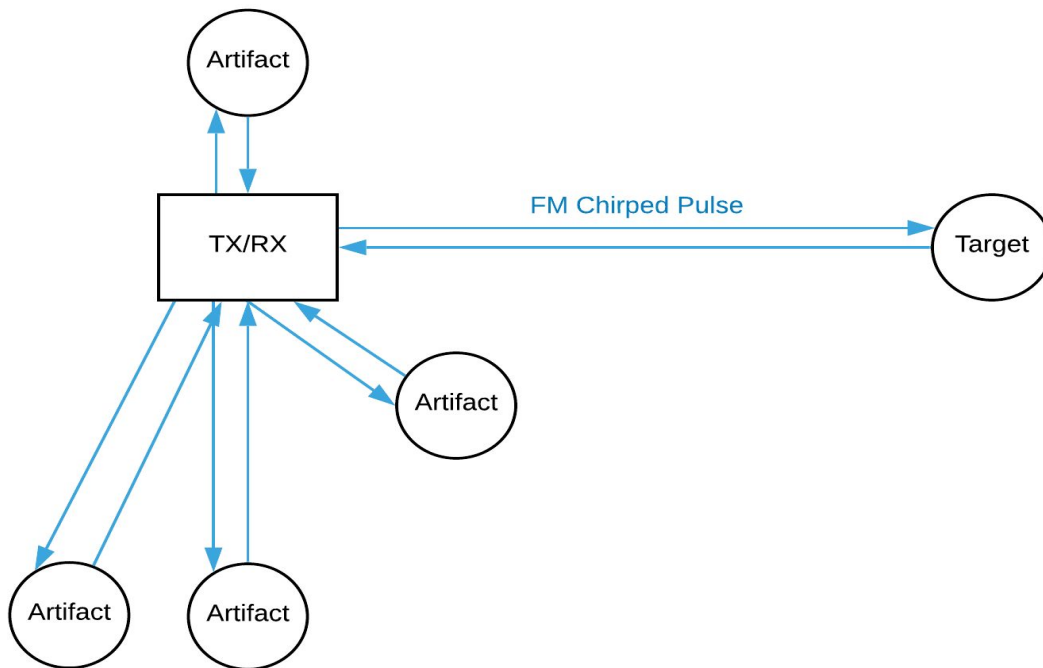 Artifact
FM Chirped Pulse
TX/RX
Target
Artifact
Artifact
Artifact